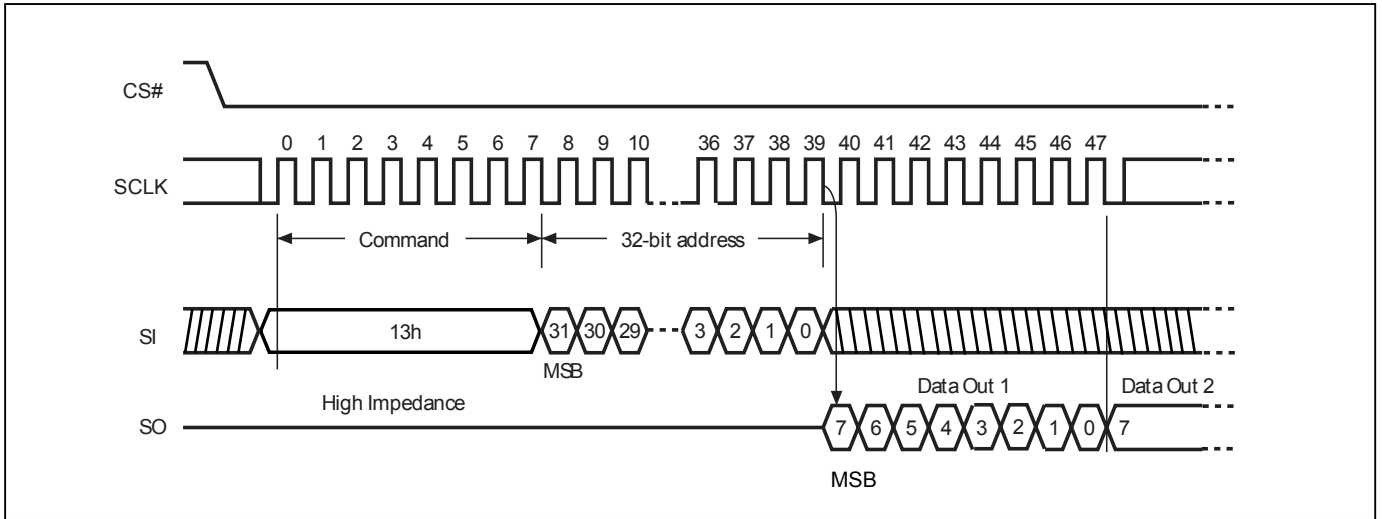 CS#
0 1 2 3 4 5 6 7 8 9 10 36 37 38 39 40 41 42 43 44 45 46 47
SCLK
Command 32-bit address
SI 13h 31 30 29 3 2 1 0
MSB
Data Out 1 Data Out 2
High Impedance
SO 7 6 5 4 3 2 1 0 7
MSB